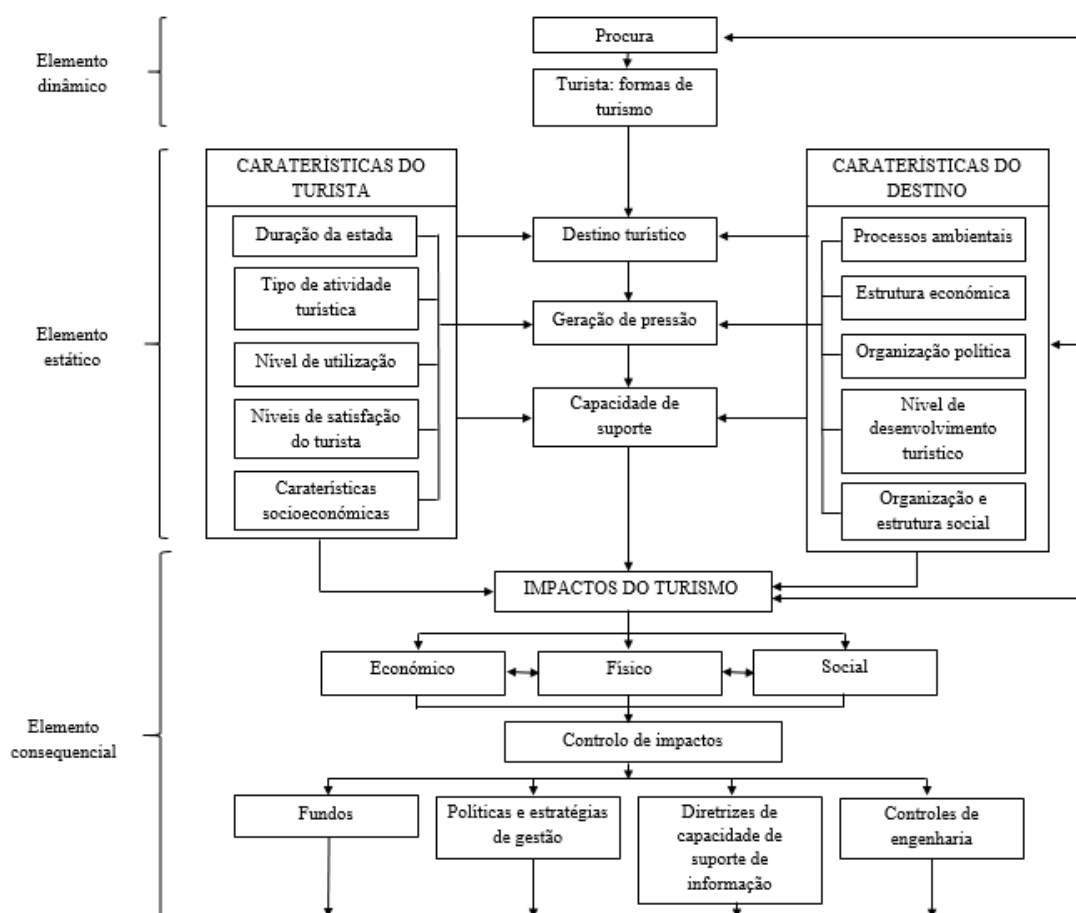 Elemento
dinâmico
Procura
Turista: formas de
turismo
Elemento
estático
CARATERÍSTICAS DO
TURISTA
Duração da estada
Tipo de atividade
turística
Nível de utilização
Níveis de satisfação
do turista
Caraterísticas
socioeconómicas
Destino turístico
Geração de pressão
Capacidade de
suporte
CARATERÍSTICAS DO
DESTINO
Processos ambientais
Estrutura económica
Organização política
Nível de
desenvolvimento
turístico
Organização e
estrutura social
Elemento
consequencial
IMPACTOS DO TURISMO
Económico
Físico
Social
Controlo de impactos
Fundos
Políticas e estratégias
de gestão
Diretrizes de
capacidade de
suporte de
informação
Controles de
engenharia